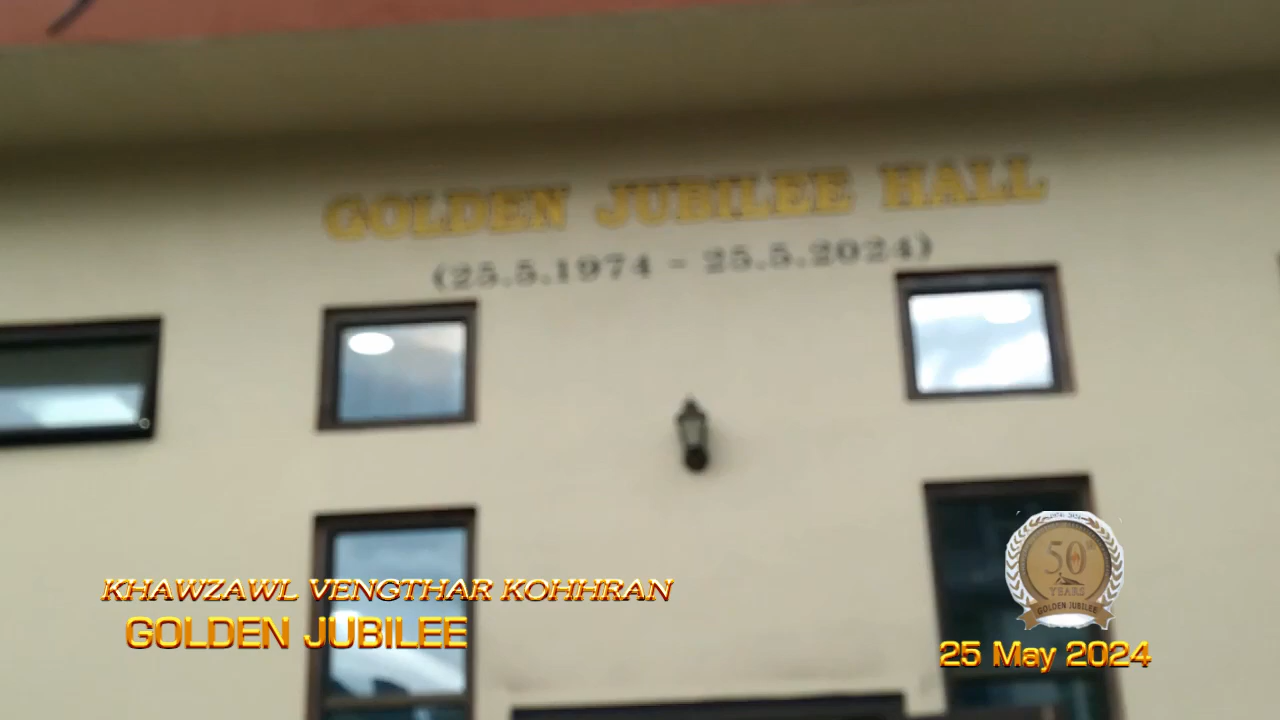 GOLDEN JUBILEE HALL
(25.5.1974 - 25.5.2024)
KHAWZAWL VENGTHAR KOHHRAN
GOLDEN JUBILEE
50
YEARS
GOLDEN JUBILEE
25 May 2024